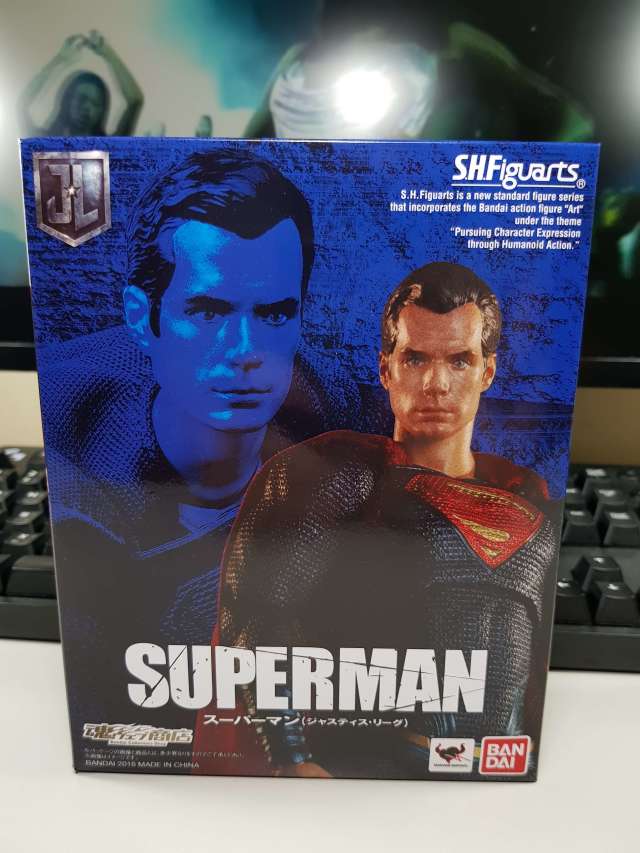 JL
S.H.Figuarts®
S.H.Figuarts is a new standard figure series
that incorporates the Bandai action figure "Art"
under the theme
"Pursuing Character Expression
through Humanoid Action."
SUPERMAN
スーパーマン(ジャスティス・リーグ)
魂ウェブ商店
BANDAI 2018 MADE IN CHINA
BAN
DAI